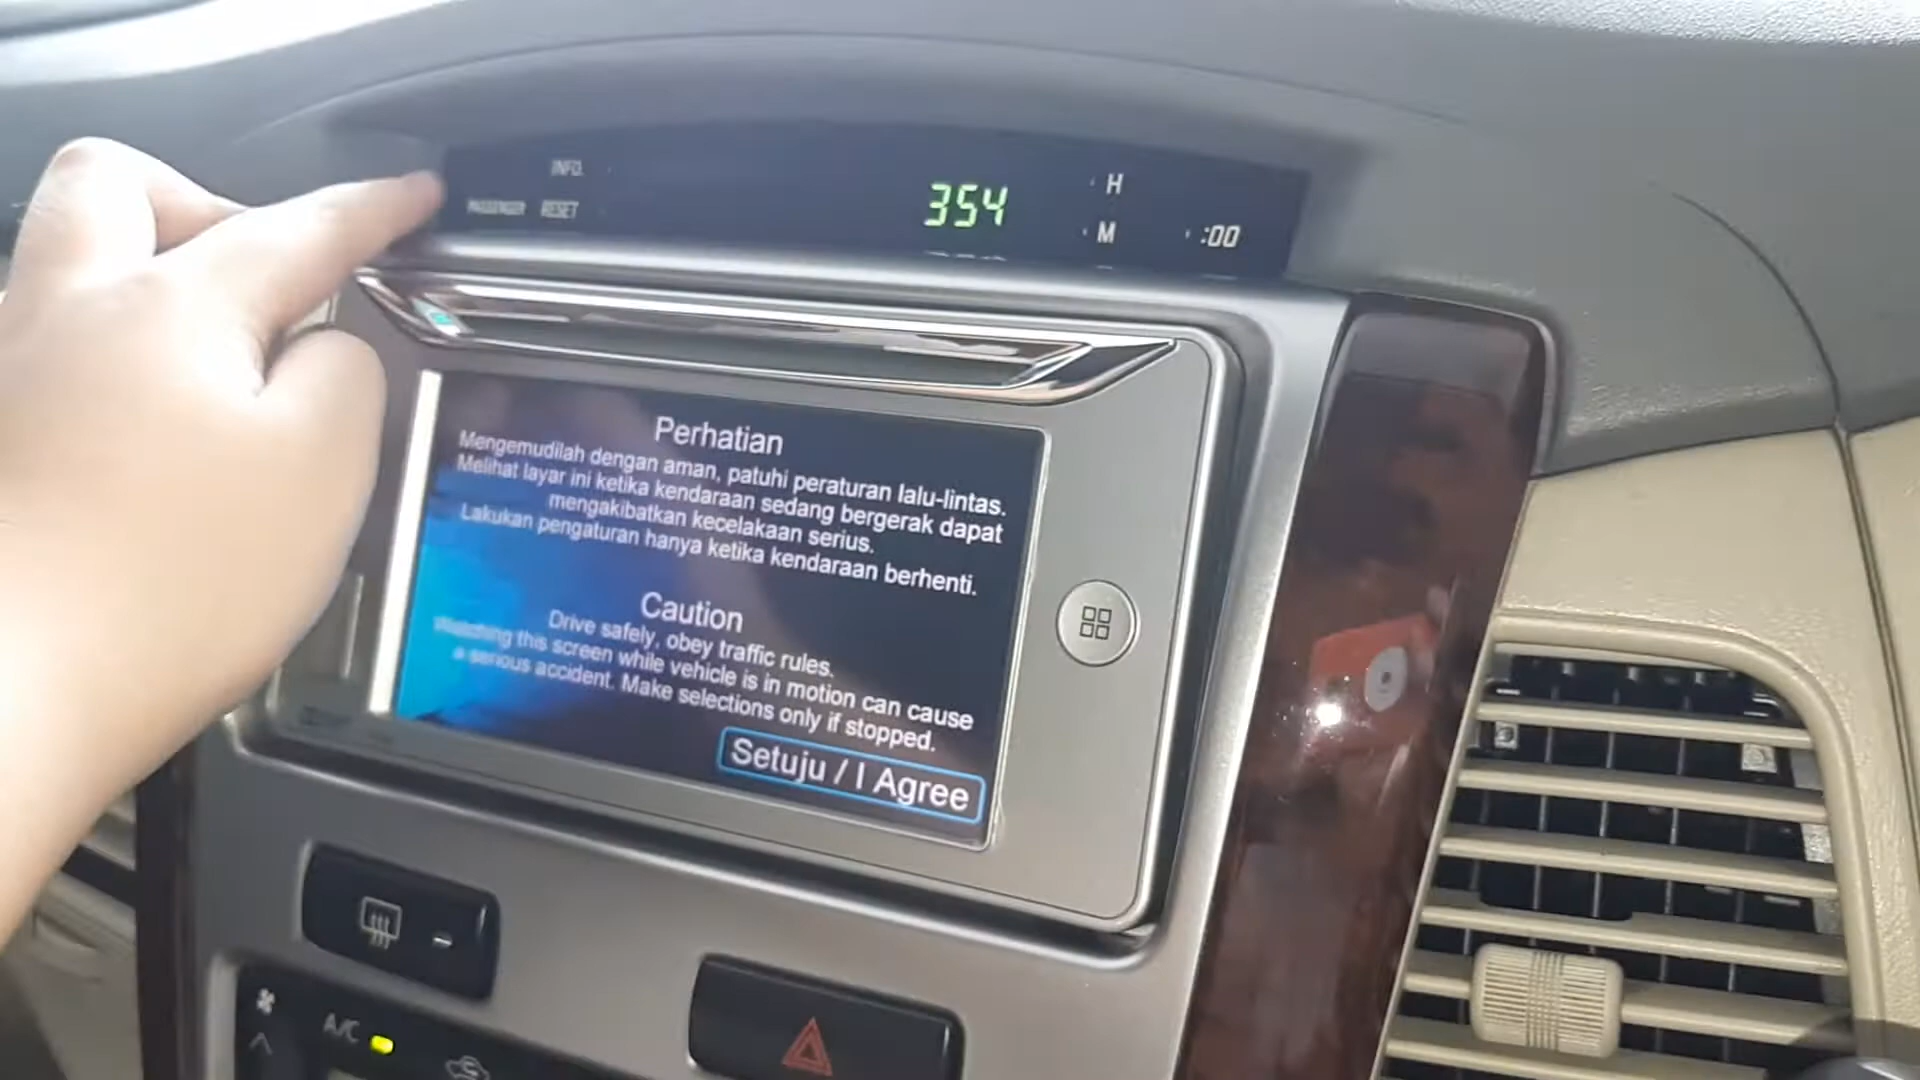 INFO.
PASSENGER RESET
354
H
M
:00
Perhatian
Mengemudilah dengan aman, patuhi peraturan lalu-lintas.
Melihat layar ini ketika kendaraan sedang bergerak dapat
mengakibatkan kecelakaan serius.
Lakukan pengaturan hanya ketika kendaraan berhenti.
Caution
Drive safely, obey traffic rules.
Watching this screen while vehicle is in motion can cause
a serious accident. Make selections only if stopped.
Setuju / I Agree
A/C